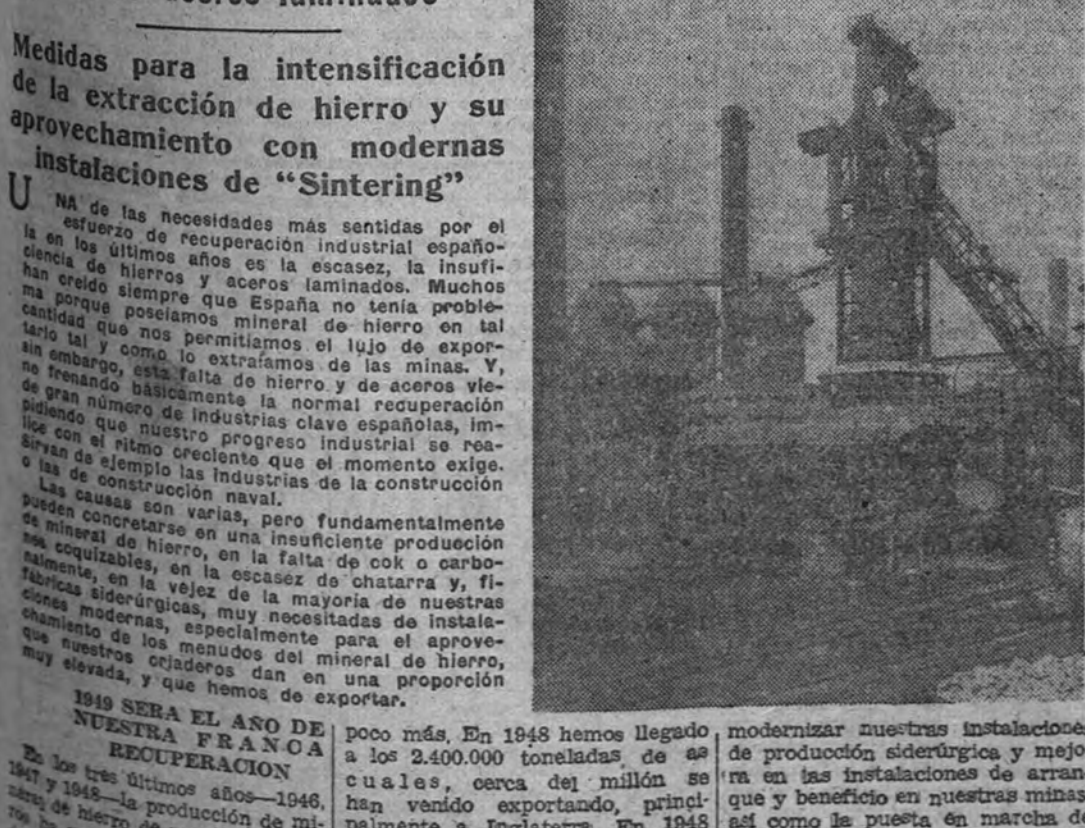 laminados
Medidas para la intensificación
de la extracción de hierro y su
aprovechamiento con modernas
instalaciones de "Sintering"
UNA de las necesidades más sentidas por el
esfuerzo de recuperación industrial españo-
la en los últimos años es la escasez, la insufi-
ciencia de hierros y aceros laminados. Muchos
han creído siempre que España no tenía proble-
ma porque poseíamos mineral de hierro en tal
cantidad que nos permitíamos el lujo de expor-
tarlo tal y como lo extraíamos de las minas. Y,
sin embargo, esta falta de hierro y de aceros vie-
ne frenando básicamente la normal recuperación
de gran número de industrias clave españolas, im-
pidiendo que nuestro progreso industrial se rea-
lice con el ritmo creciente que el momento exige.
Sirvan de ejemplo las industrias de la construcción
o las de construcción naval.
Las causas son varias, pero fundamentalmente
pueden concretarse en una insuficiente producción
de mineral de hierro, en la falta de cok o carbo-
nes coquizables, en la escasez de chatarra y, fi-
nalmente, en la vejez de la mayoría de nuestras
fábricas siderúrgicas, muy necesitadas de instala-
ciones modernas, especialmente para el aprove-
chamiento de los menudos del mineral de hierro,
que nuestros criaderos dan en una proporción
muy elevada, y que hemos de exportar.
1949 SERA EL AÑO DE
NUESTRA FRANCA
RECUPERACION
En los tres últimos años—1946,
1947 y 1948—la producción de mi-
neral de hierro
poco más. En 1948 hemos llegado
a los 2.400.000 toneladas, de as
cuales, cerca del millón se
han venido exportando, princi-
palmente a Inglaterra. En 1948
modernizar nuestras instalacione
de producción siderúrgica y mejo
ra en las instalaciones de arran
que y beneficio en nuestras minas
así como la puesta en marcha d